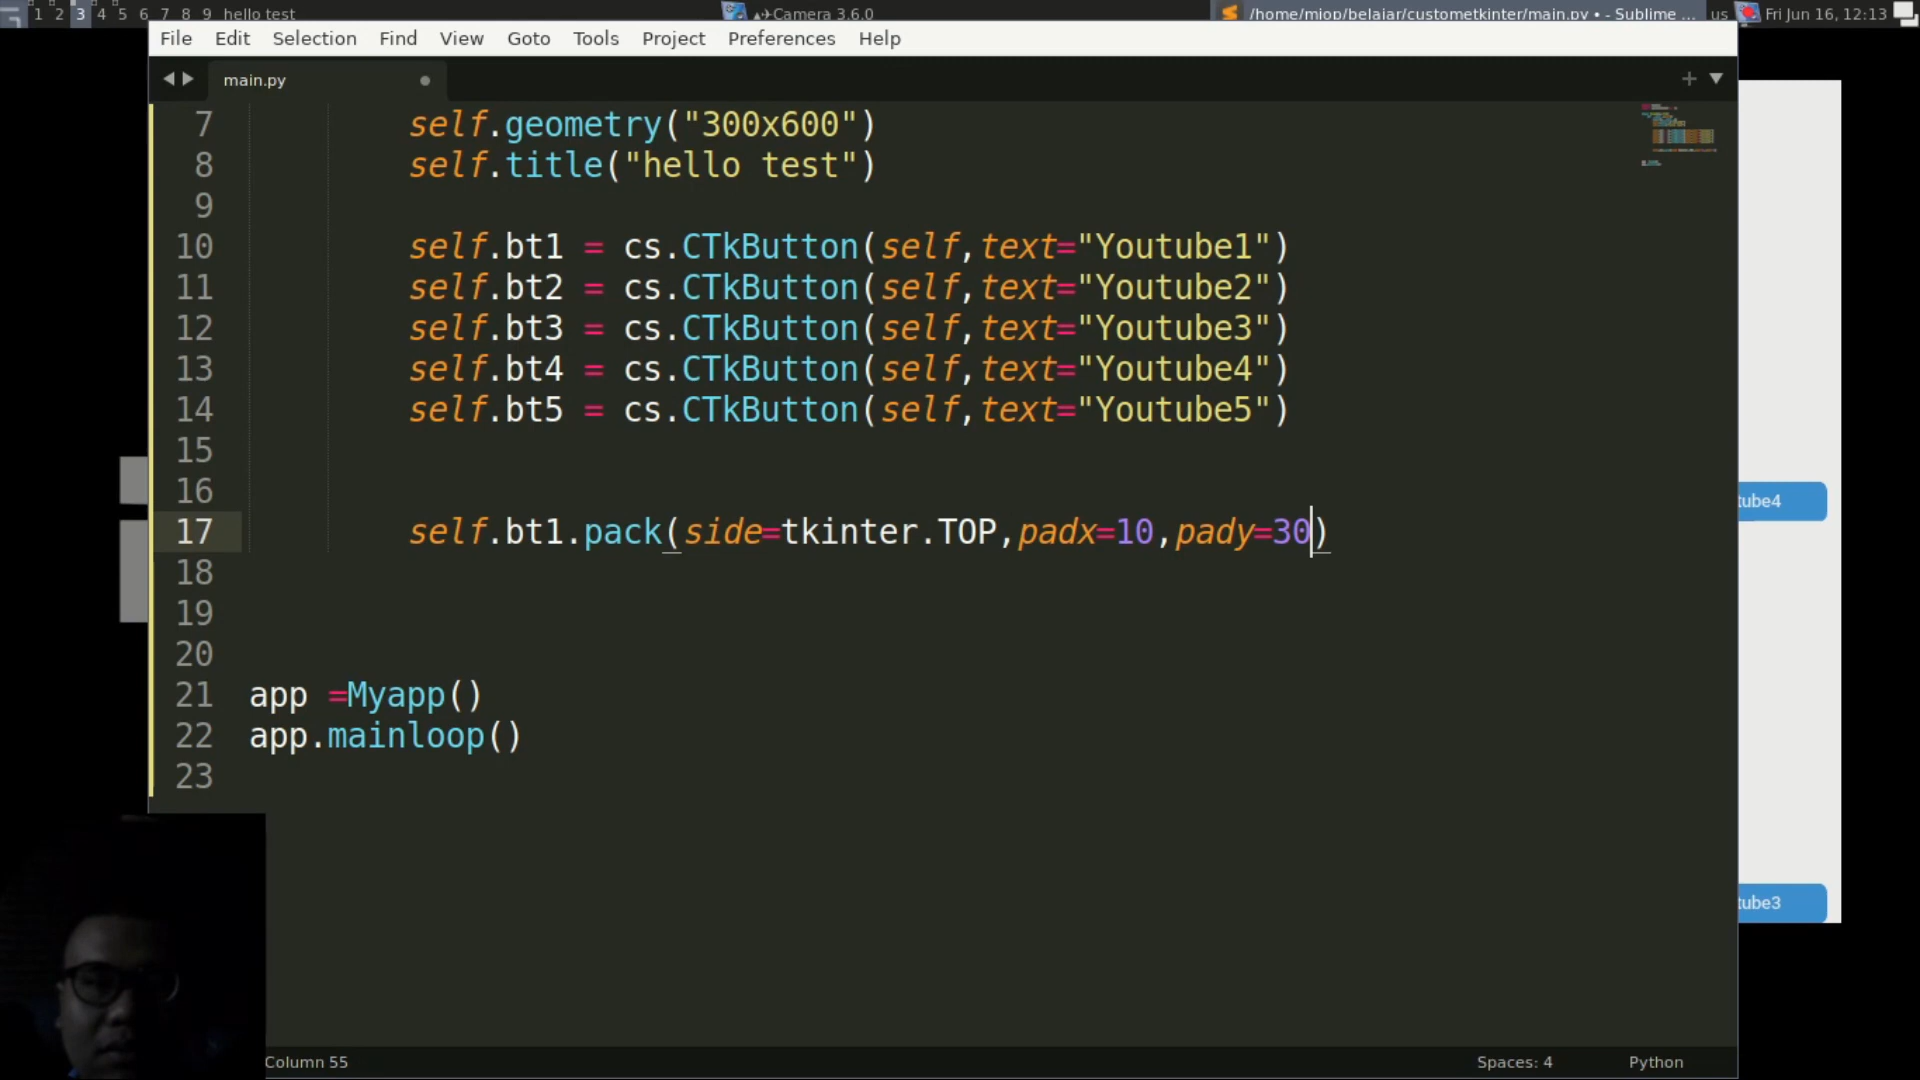 1 2 3 4 5 6 7 8 9 hello test
Camera 3.6.0
/home/miop/belajar/custometkinter/main.py • - Sublime ...
us
Fri Jun 16, 12:13
File Edit Selection Find View Goto Tools Project Preferences Help
main.py
7 self.geometry("300x600")
8 self.title("hello test")
9
10 self.bt1 = cs.CTkButton(self,text="Youtube1")
11 self.bt2 = cs.CTkButton(self,text="Youtube2")
12 self.bt3 = cs.CTkButton(self,text="Youtube3")
13 self.bt4 = cs.CTkButton(self,text="Youtube4")
14 self.bt5 = cs.CTkButton(self,text="Youtube5")
15
16
17 self.bt1.pack(side=tkinter.TOP,padx=10,pady=30)
18
19
20
21 app =Myapp()
22 app.mainloop()
23
tube4
tube3
Column 55
Spaces: 4
Python